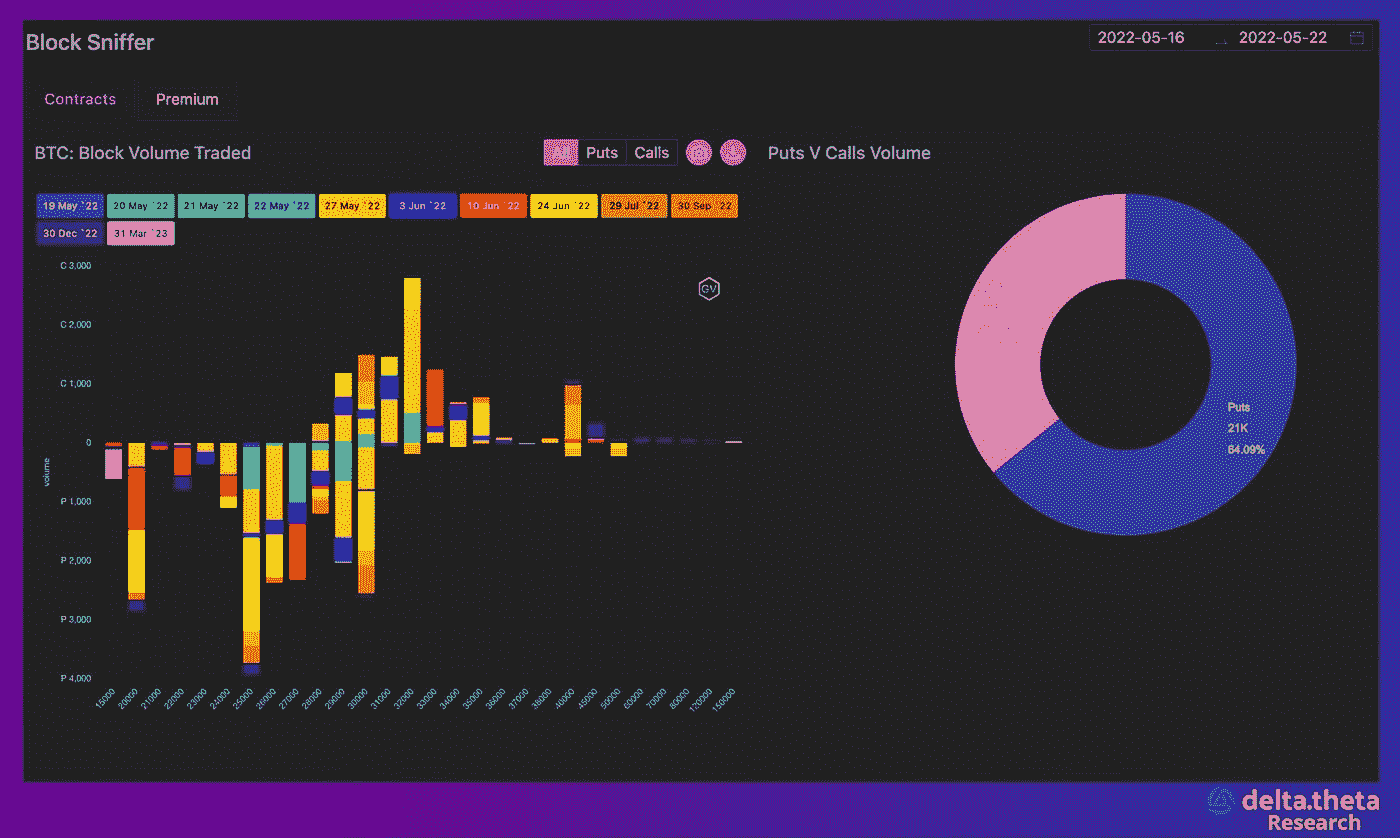 Block Sniffer
2022-05-16 → 2022-05-22
Contracts Premium
BTC: Block Volume Traded
All Puts Calls
Puts V Calls Volume
19 May `22 20 May `22 21 May `22 22 May `22 27 May `22 3 Jun `22 10 Jun `22 24 Jun `22 29 Jul `22 30 Sep `22
30 Dec `22 31 Mar `23
C 3,000
GV
C 2,000
C 1,000
0
volume
P 1,000
P 2,000
P 3,000
P 4,000
15000 20000 21000 22000 23000 24000 25000 26000 27000 28000 29000 30000 31000 32000 33000 34000 35000 36000 37000 38000 40000 45000 50000 60000 70000 80000 120000 150000
Puts
21K
64.09%
delta.theta
Research